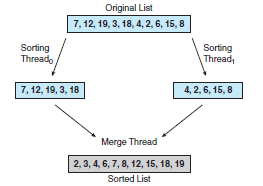 Original List
7, 12, 19, 3, 18, 4, 2, 6, 15, 8
Sorting
Thread₀
Sorting
Thread₁
7, 12, 19, 3, 18
4, 2, 6, 15, 8
Merge Thread
2, 3, 4, 6, 7, 8, 12, 15, 18, 19
Sorted List